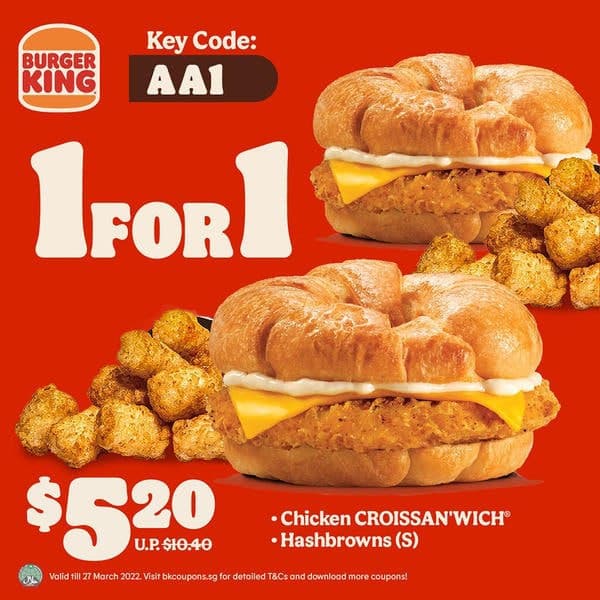 BURGER
KING
Key Code:
AA1
1 FOR 1
$5.20
U.P. $10.40
• Chicken CROISSAN'WICH®
• Hashbrowns (S)
Valid till 27 March 2022. Visit bkcoupons.sg for detailed T&Cs and download more coupons!